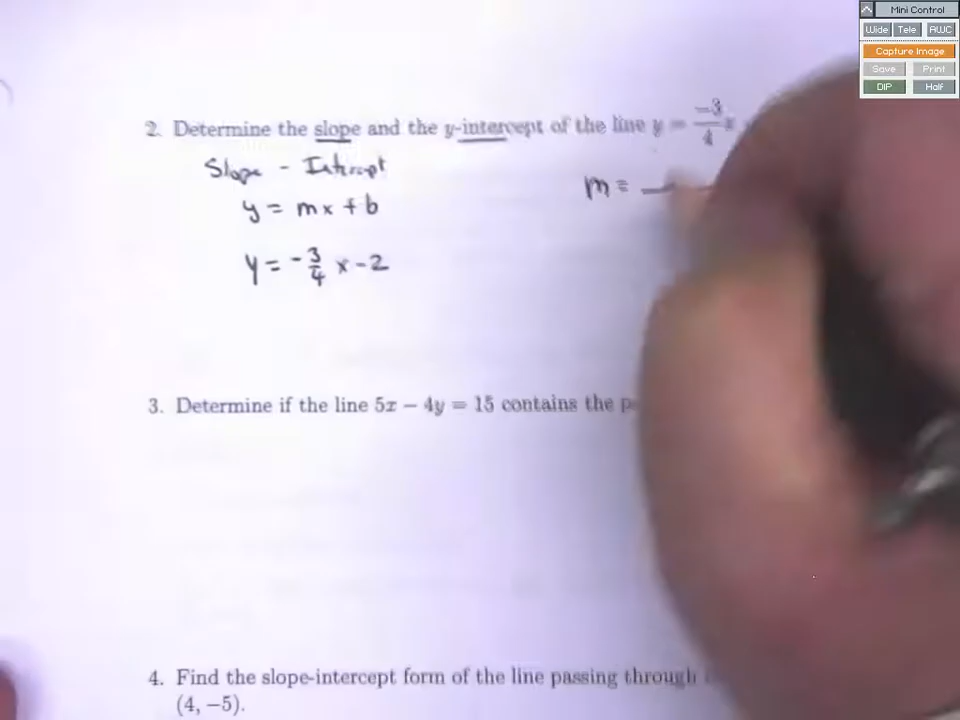 Mini Control
Wide Tele AWC
Capture Image
Save Print
DIP Half
2. Determine the slope and the y-intercept of the line y = -3/4 x
Slope - Intercept
m = -
y = mx + b
y = -3/4 x - 2
3. Determine if the line 5x − 4y = 15 contains the
4. Find the slope-intercept form of the line passing through
(4, −5).